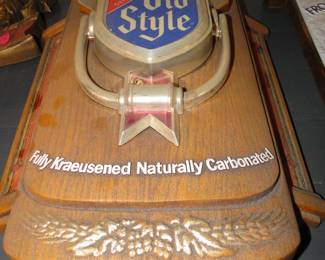 Old
Style
Fully Kraeusened Naturally Carbonated